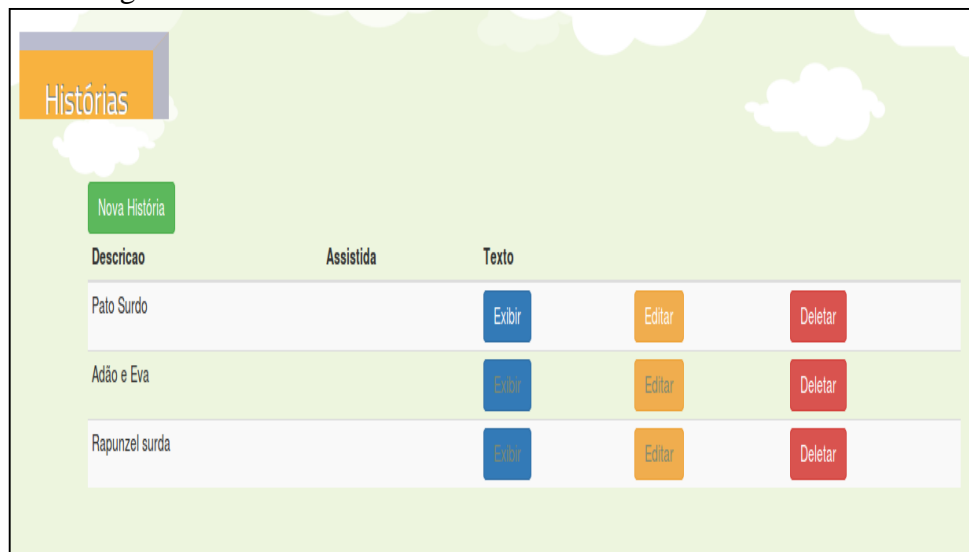 Histórias
Nova História
Descricao Assistida Texto
Pato Surdo Exibir Editar Deletar
Adão e Eva Exibir Editar Deletar
Rapunzel surda Exibir Editar Deletar